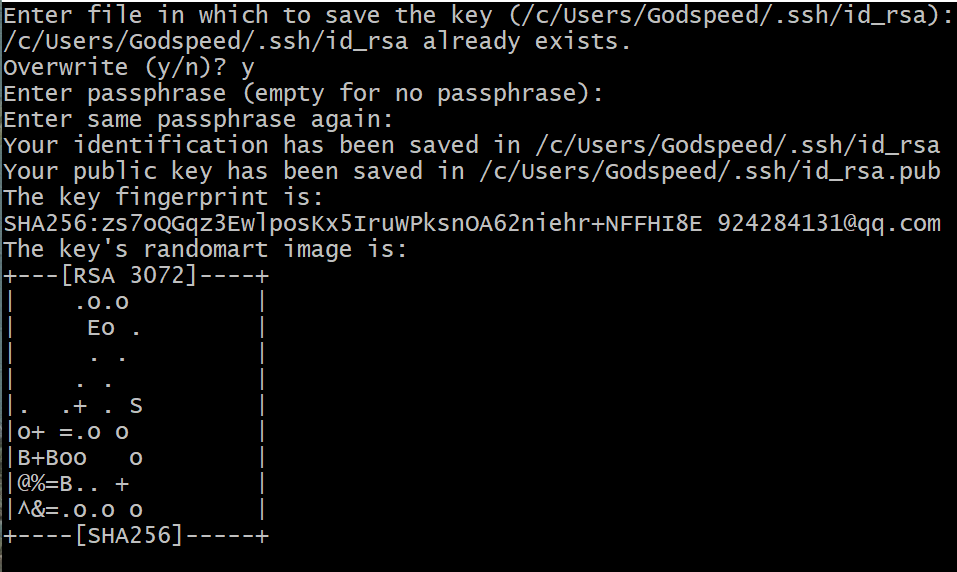 Enter file in which to save the key (/c/Users/Godspeed/.ssh/id_rsa):
/c/Users/Godspeed/.ssh/id_rsa already exists.
Overwrite (y/n)? y
Enter passphrase (empty for no passphrase):
Enter same passphrase again:
Your identification has been saved in /c/Users/Godspeed/.ssh/id_rsa
Your public key has been saved in /c/Users/Godspeed/.ssh/id_rsa.pub
The key fingerprint is:
SHA256:zs7oQGqz3EwlposKx5IruWPksnOA62niehr+NFFHI8E 924284131@qq.com
The key's randomart image is:
+---[RSA 3072]----+
|    .o.o         |
|     Eo .        |
|     . .         |
|    . .          |
|.  .+ . S        |
|o+ =.o o         |
|B+Boo   o        |
|@%=B.. +         |
|^&=.o.o o        |
+----[SHA256]-----+